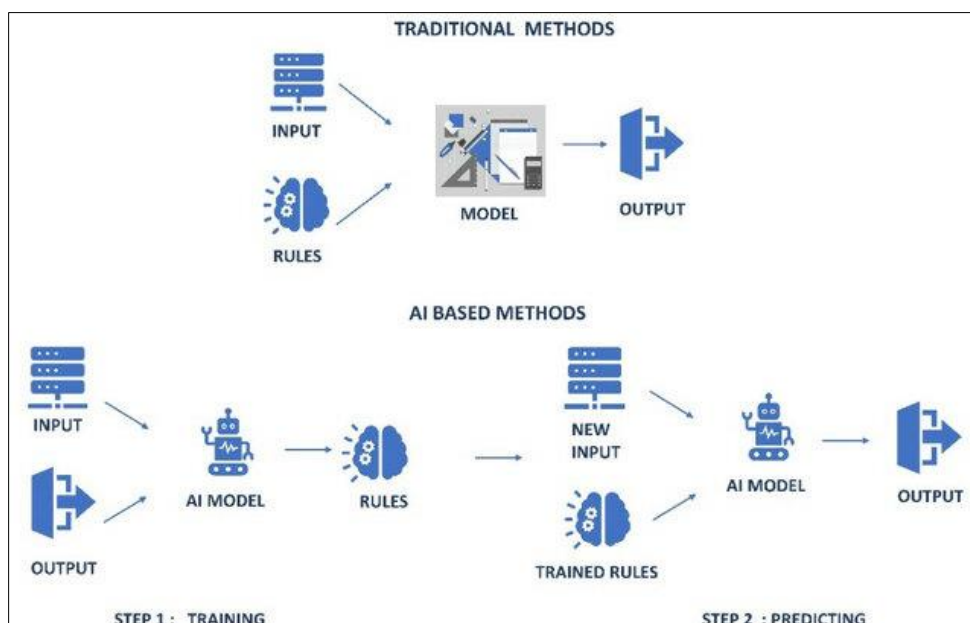 TRADITIONAL METHODS
INPUT
MODEL
OUTPUT
RULES
AI BASED METHODS
INPUT
AI MODEL
RULES
OUTPUT
STEP 1 : TRAINING
NEW
INPUT
AI MODEL
OUTPUT
TRAINED RULES
STEP 2 : PREDICTING